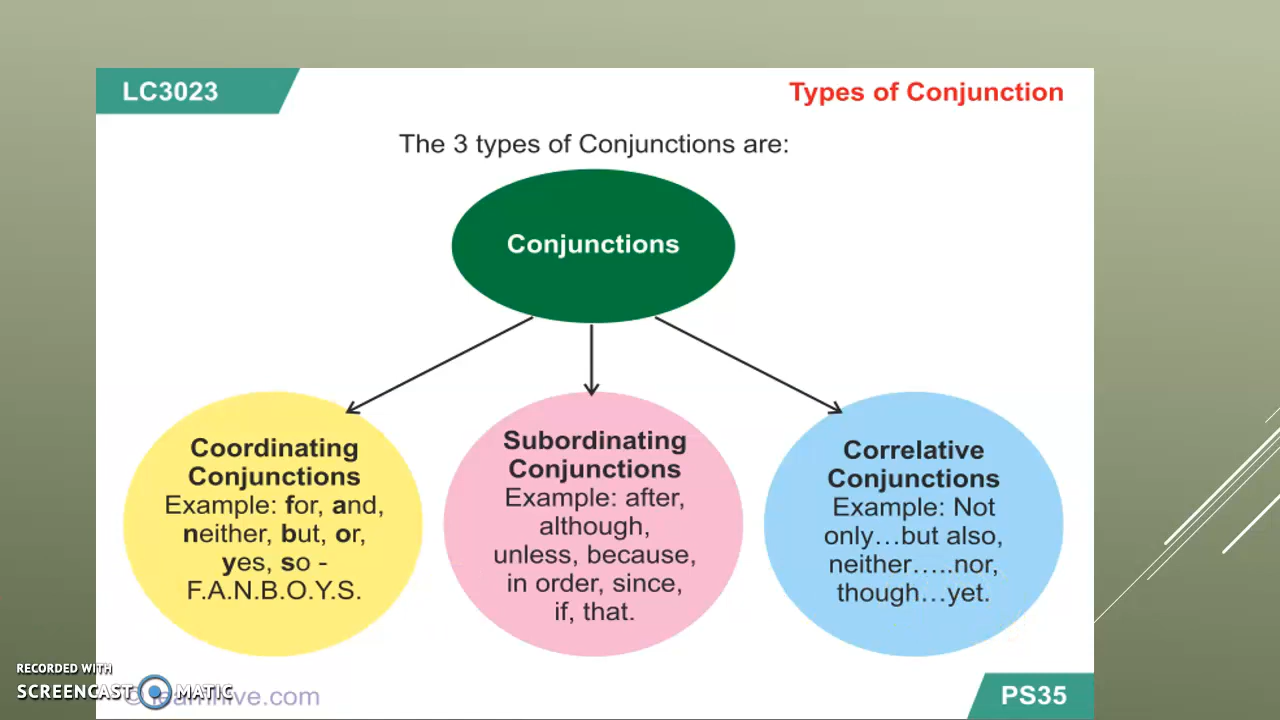 LC3023
Types of Conjunction
The 3 types of Conjunctions are:
Conjunctions
Coordinating
Conjunctions
Example: for, and,
neither, but, or,
yes, so -
F.A.N.B.O.Y.S.
Subordinating
Conjunctions
Example: after,
although,
unless, because,
in order, since,
if, that.
Correlative
Conjunctions
Example: Not
only…but also,
neither…..nor,
though…yet.
RECORDED WITH
SCREENCAST MATIC
.com
PS35